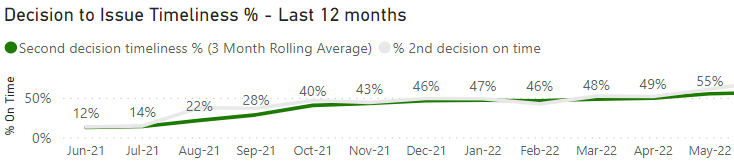 Decision to Issue Timeliness % - Last 12 months
Second decision timeliness % (3 Month Rolling Average) % 2nd decision on time
% On Time
50%
0%
12% 14% 22% 28% 40% 43% 46% 47% 46% 48% 49% 55%
Jun-21 Jul-21 Aug-21 Sep-21 Oct-21 Nov-21 Dec-21 Jan-22 Feb-22 Mar-22 Apr-22 May-22